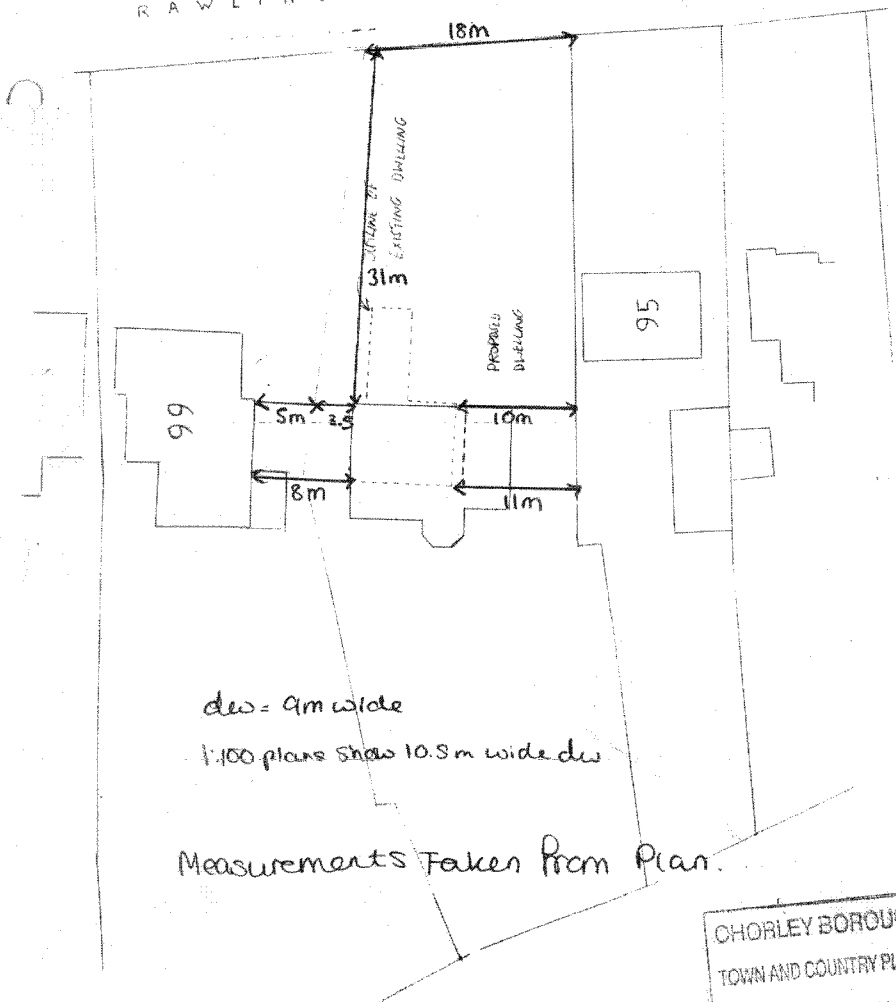 R A W L I N
18m
OUTLINE OF
EXISTING DWELLING
31m
PROPOSED
DWELLING
95
99
5m
2.5
10m
8m
11m
dw = 9m wide
1:100 plans show 10.5m wide dw
Measurements Taken from Plan.
CHORLEY BOROU
TOWN AND COUNTRY PL